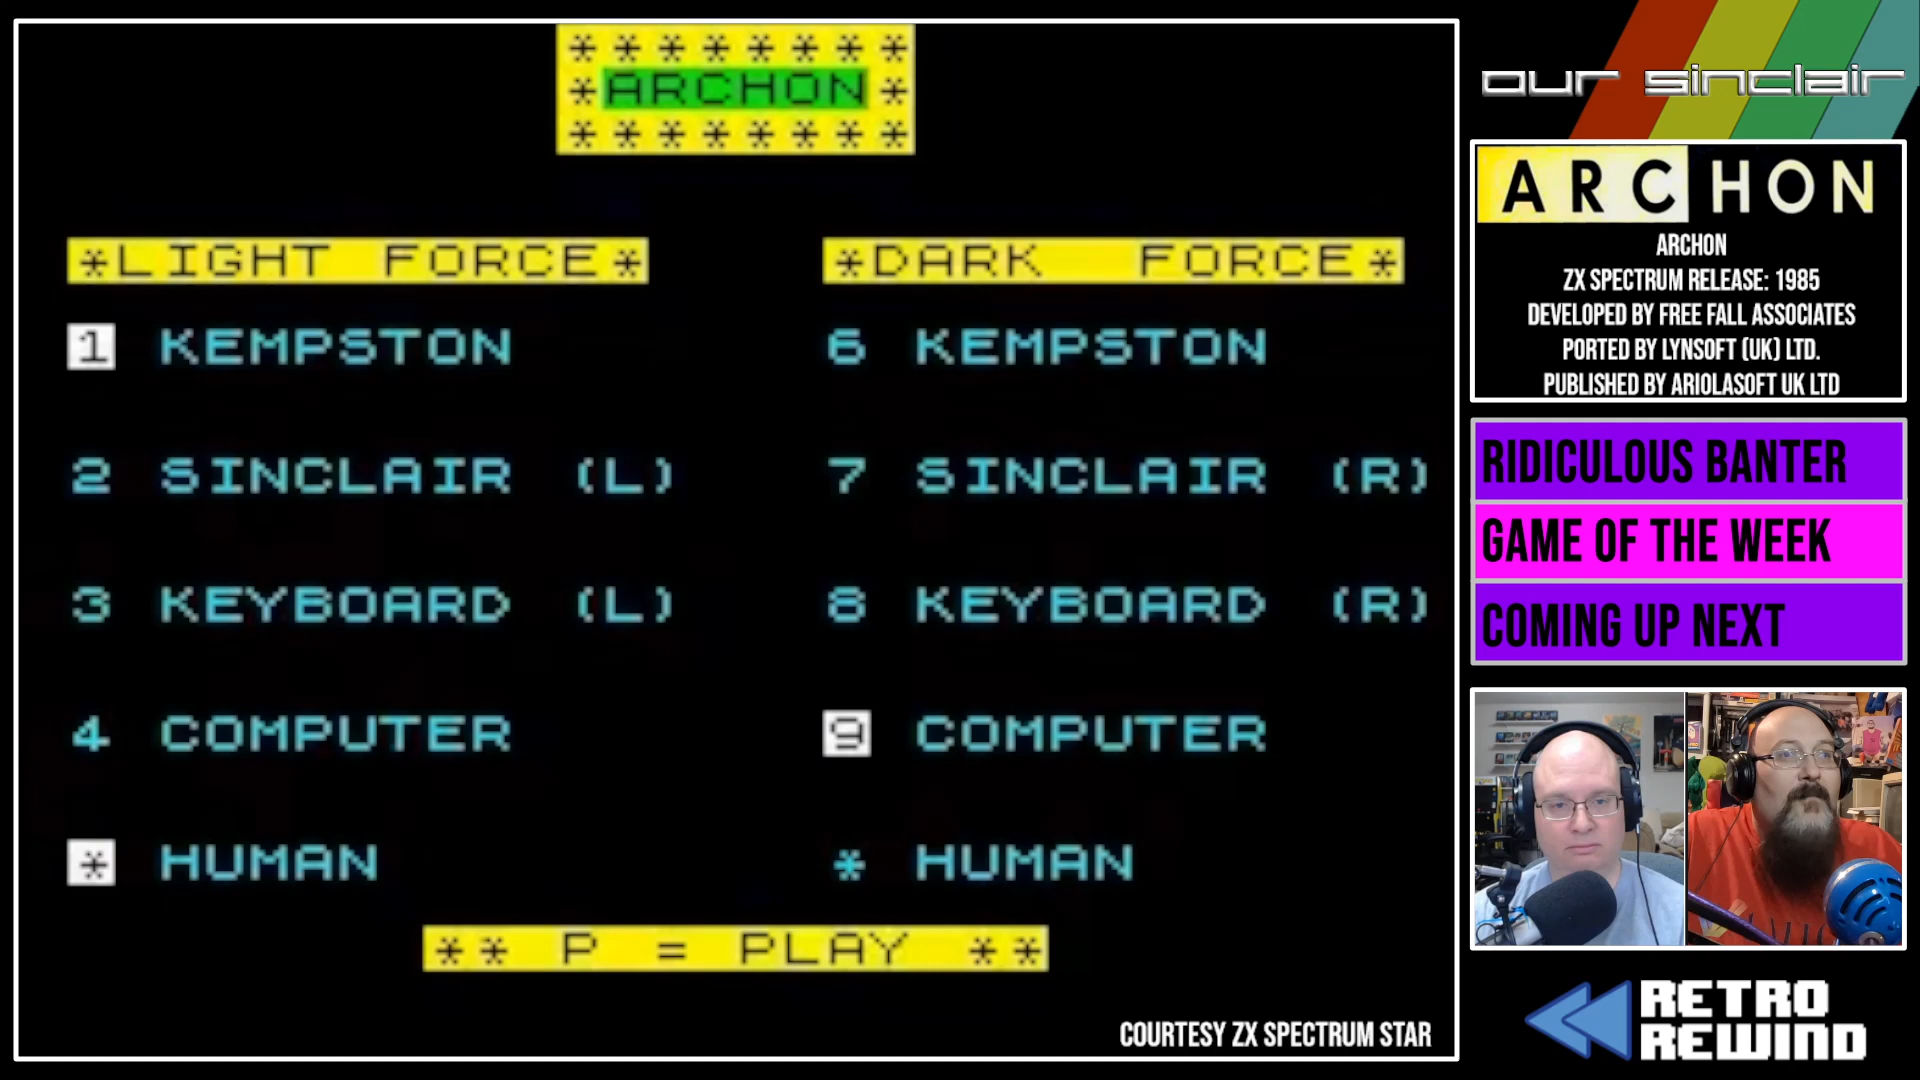 * * * * * * * *
*ARCHON*
* * * * * * * *
*LIGHT FORCE*
1 KEMPSTON
2 SINCLAIR (L)
3 KEYBOARD (L)
4 COMPUTER
* HUMAN
*DARK FORCE*
6 KEMPSTON
7 SINCLAIR (R)
8 KEYBOARD (R)
9 COMPUTER
* HUMAN
** P = PLAY **
COURTESY ZX SPECTRUM STAR
our sinclair
ARCHON
ARCHON
ZX SPECTRUM RELEASE: 1985
DEVELOPED BY FREE FALL ASSOCIATES
PORTED BY LYNSOFT (UK) LTD.
PUBLISHED BY ARIOLASOFT UK LTD
RIDICULOUS BANTER
GAME OF THE WEEK
COMING UP NEXT
RETRO
REWIND